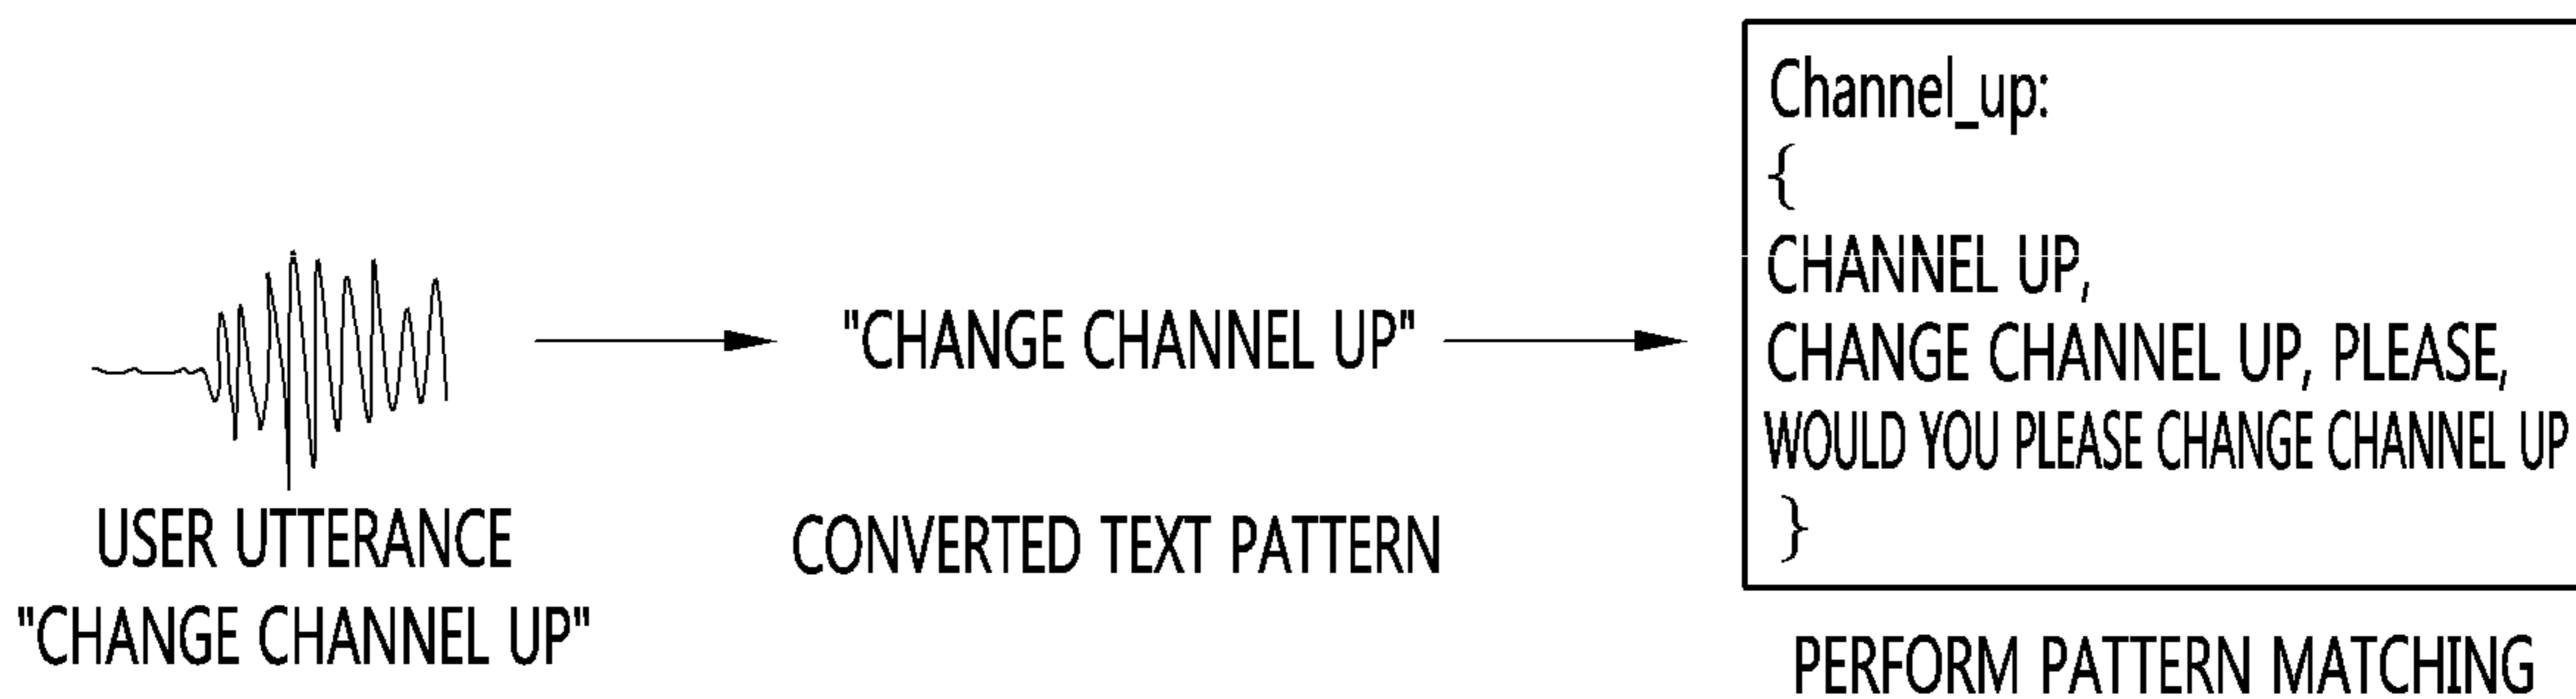 USER UTTERANCE
"CHANGE CHANNEL UP"
"CHANGE CHANNEL UP"
CONVERTED TEXT PATTERN
Channel_up:
{
CHANNEL UP,
CHANGE CHANNEL UP, PLEASE,
WOULD YOU PLEASE CHANGE CHANNEL UP
}
PERFORM PATTERN MATCHING